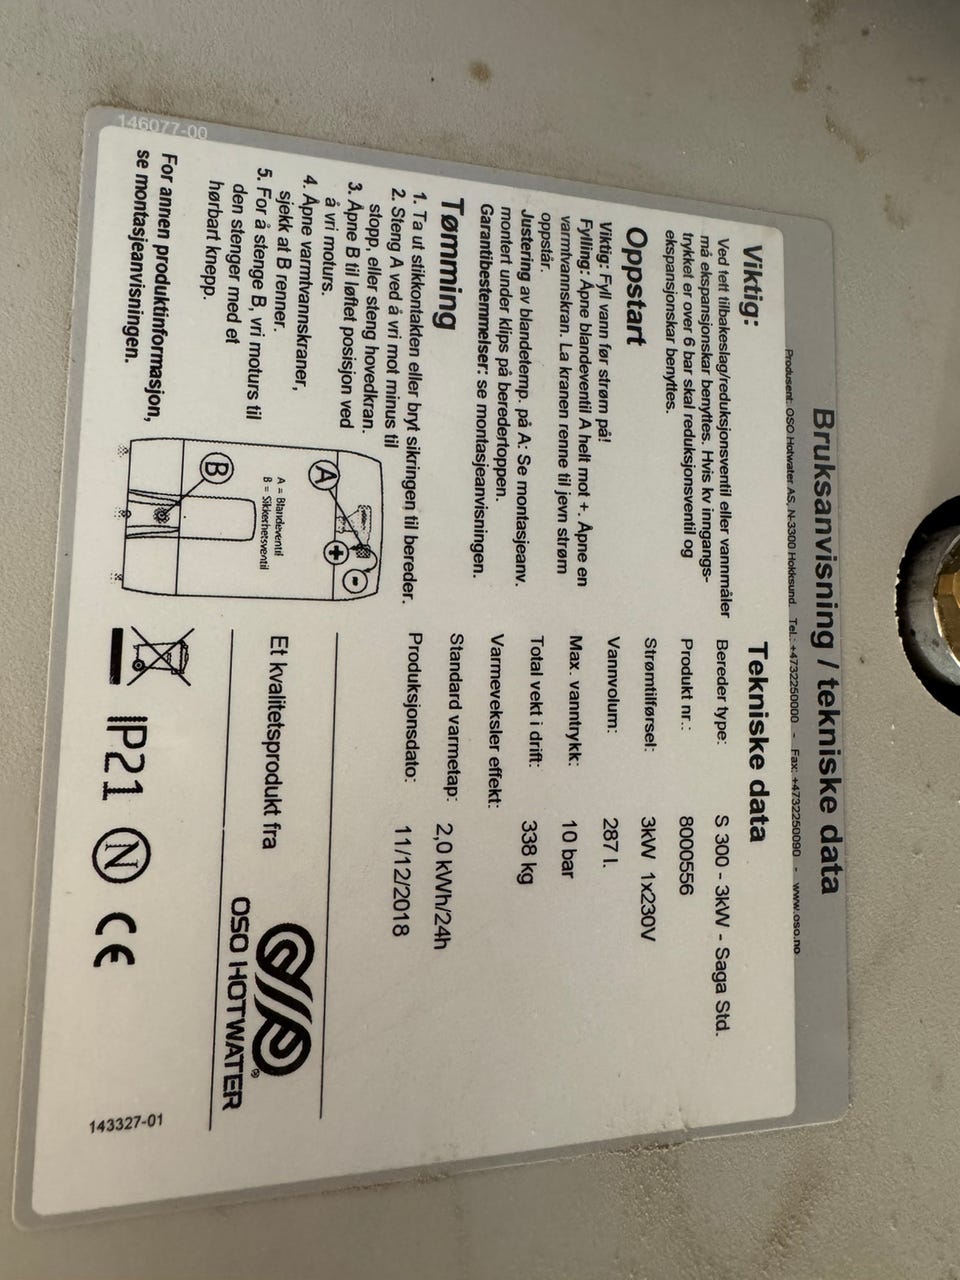 146077-00
Bruksanvisning / tekniske data
Produsent: OSO Hotwater AS, N-3300 Hokksund Tel.: +4732250000 - Fax: +4732250090 - www.oso.no
Viktig:
Ved tett tilbakeslag/reduksjonsventil eller vannmåler
må ekspansjonskar benyttes. Hvis kv inngangs-
trykket er over 6 bar skal reduksjonsventil og
ekspansjonskar benyttes.
Oppstart
Viktig: Fyll vann før strøm på!
Fylling: Åpne blandeventil A helt mot +. Åpne en
varmtvannskran. La kranen renne til jevn strøm
oppstår.
Justering av blandetemp. på A: Se montasjeanv.
montert under klips på beredertoppen.
Garantibestemmelser: se montasjeanvisningen.
Tømming
1. Ta ut stikkontakten eller bryt sikringen til bereder.
2. Steng A ved å vri mot minus til
stopp, eller steng hovedkran.
3. Åpne B til løftet posisjon ved
å vri moturs.
4. Åpne varmtvannskraner,
sjekk at B renner.
5. For å stenge B, vri moturs til
den stenger med et
hørbart knepp.
For annen produktinformasjon,
se montasjeanvisningen.
A
+
-
A = Blandeventil
B = Sikkerhetsventil
B
Tekniske data
Bereder type: S 300 - 3kW - Saga Std.
Produkt nr.: 8000556
Strømtilførsel: 3kW 1x230V
Vannvolum: 287 l.
Max. vanntrykk: 10 bar
Total vekt i drift: 338 kg
Varmeveksler effekt:
Standard varmetap: 2,0 kWh/24h
Produksjonsdato: 11/12/2018
Et kvalitetsprodukt fra
OSO HOTWATER®
IP21 N CE
143327-01